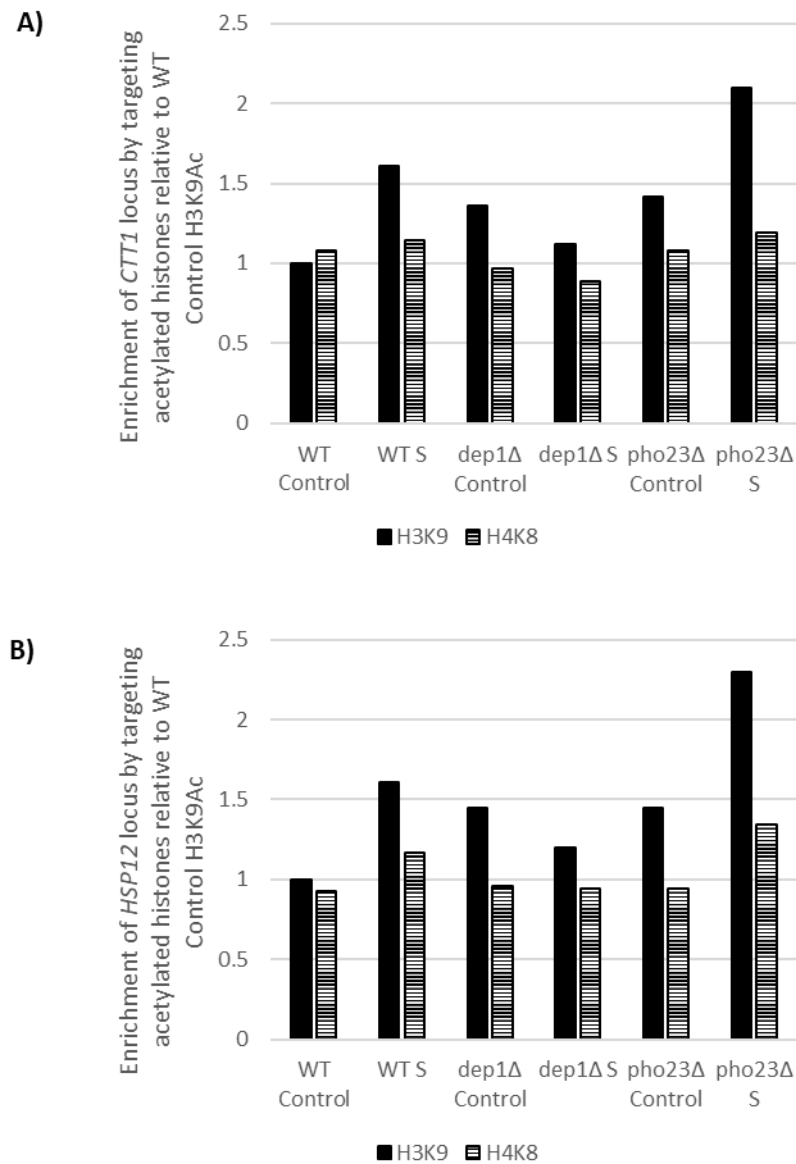 A)
Enrichment of CTT1 locus by targeting
acetylated histones relative to WT
Control H3K9Ac
2.5
2
1.5
1
0.5
0
WT
Control
WT S
dep1Δ
Control
dep1Δ S
pho23Δ
Control
pho23Δ
S
H3K9
H4K8
B)
Enrichment of HSP12 locus by targeting
acetylated histones relative to WT
Control H3K9Ac
2.5
2
1.5
1
0.5
0
WT
Control
WT S
dep1Δ
Control
dep1Δ S
pho23Δ
Control
pho23Δ
S
H3K9
H4K8